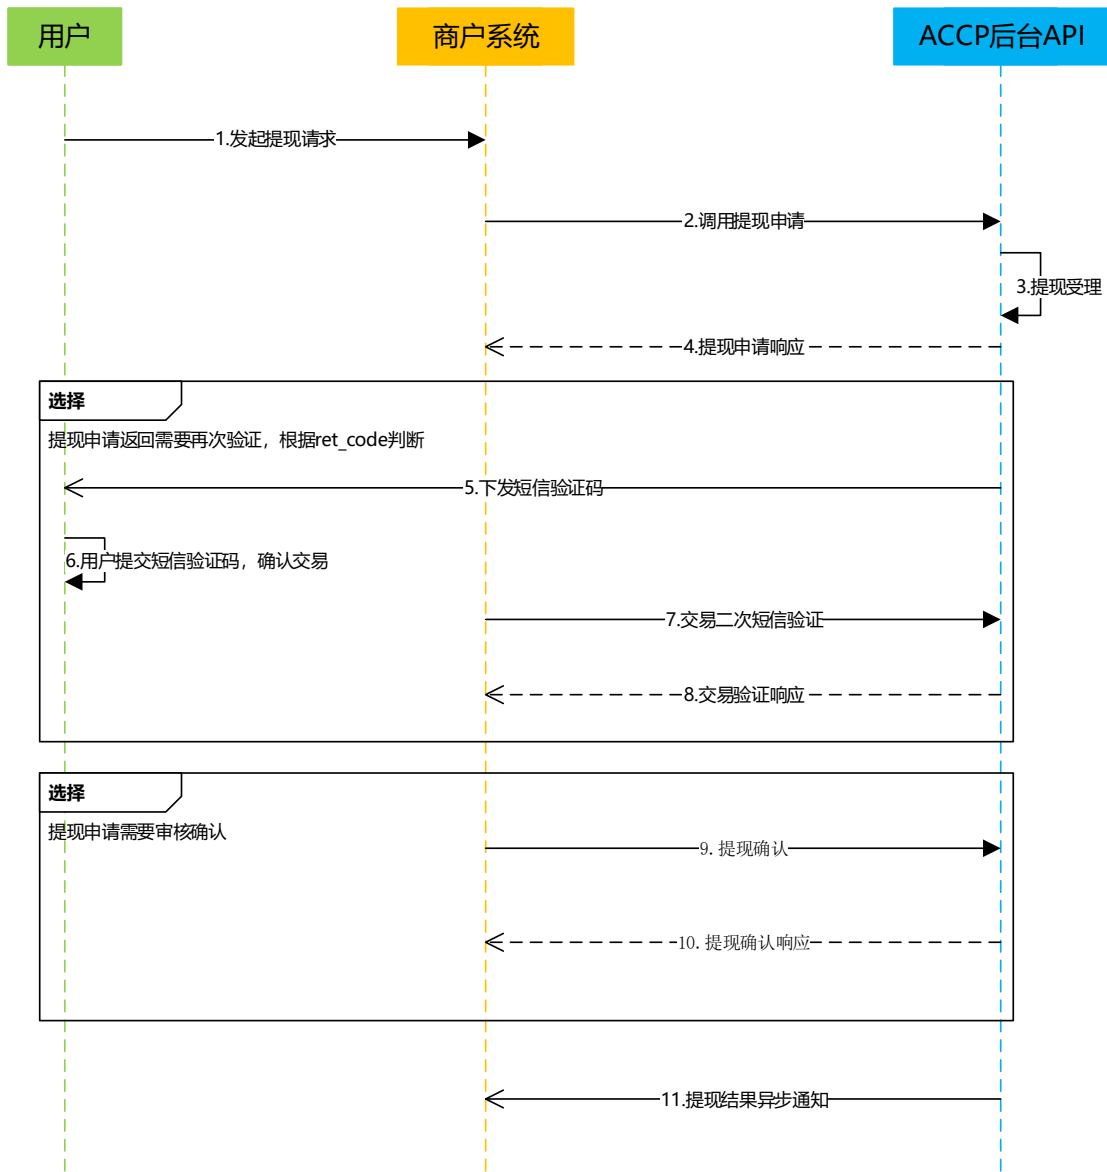 用户
商户系统
ACCP后台API
1.发起提现请求
2.调用提现申请
3.提现受理
4.提现申请响应
选择
提现申请返回需要再次验证，根据ret_code判断
5.下发短信验证码
6.用户提交短信验证码，确认交易
7.交易二次短信验证
8.交易验证响应
选择
提现申请需要审核确认
9. 提现确认
10. 提现确认响应
11.提现结果异步通知